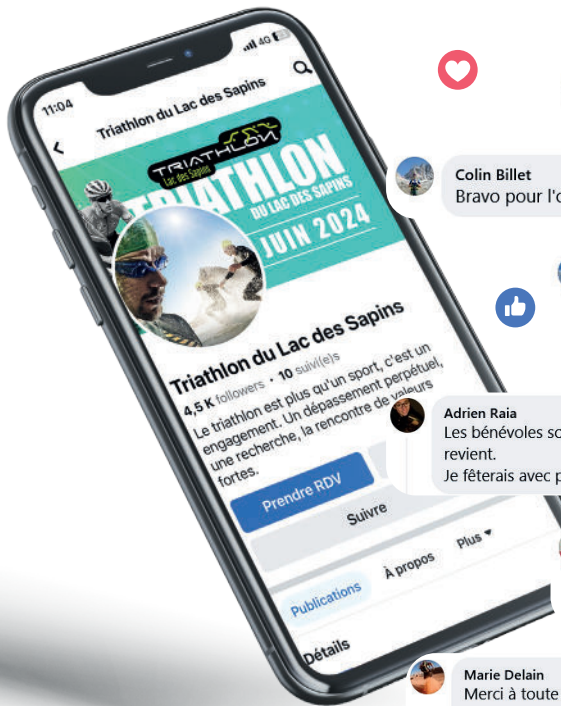 11:04
4G
Triathlon du Lac des Sapins
TRIATHLON
Lac des Sapins
TRIATHLON
DU LAC DES SAPINS
JUIN 2024
Colin Billet
Bravo pour l'o
Triathlon du Lac des Sapins
4,5 K followers • 10 suivi(e)s
Le triathlon est plus qu'un sport, c'est un
engagement. Un dépassement perpétuel,
une recherche, la rencontre de valeurs
fortes.
Adrien Raia
Les bénévoles so
revient.
Je fêterais avec p
Prendre RDV
Suivre
Publications
À propos
Plus
Détails
Marie Delain
Merci à toute